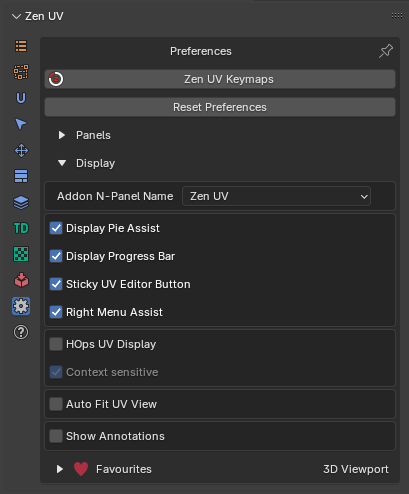 Zen UV
Preferences
Zen UV Keymaps
Reset Preferences
Panels
Display
Addon N-Panel Name Zen UV
Display Pie Assist
Display Progress Bar
Sticky UV Editor Button
Right Menu Assist
HOps UV Display
Context sensitive
Auto Fit UV View
Show Annotations
Favourites 3D Viewport
U
TD
?